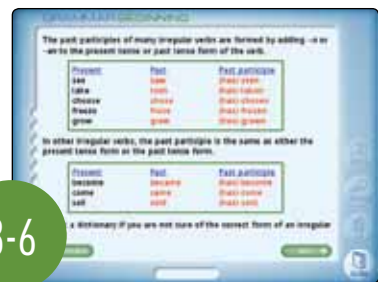 GRAMMAR BEGINNING
The past participles of many irregular verbs are formed by adding -n or
-en to the present tense or past tense form of the verb.
Present Past Past participle
see saw (has) seen
take took (has) taken
choose chose (has) chosen
freeze froze (has) frozen
grow grew (has) grown
In other irregular verbs, the past participle is the same as either the
present tense form or the past tense form.
Present Past Past participle
become became (has) become
come came (has) come
sell sold (has) sold
a dictionary if you are not sure of the correct form of an irregular
-6